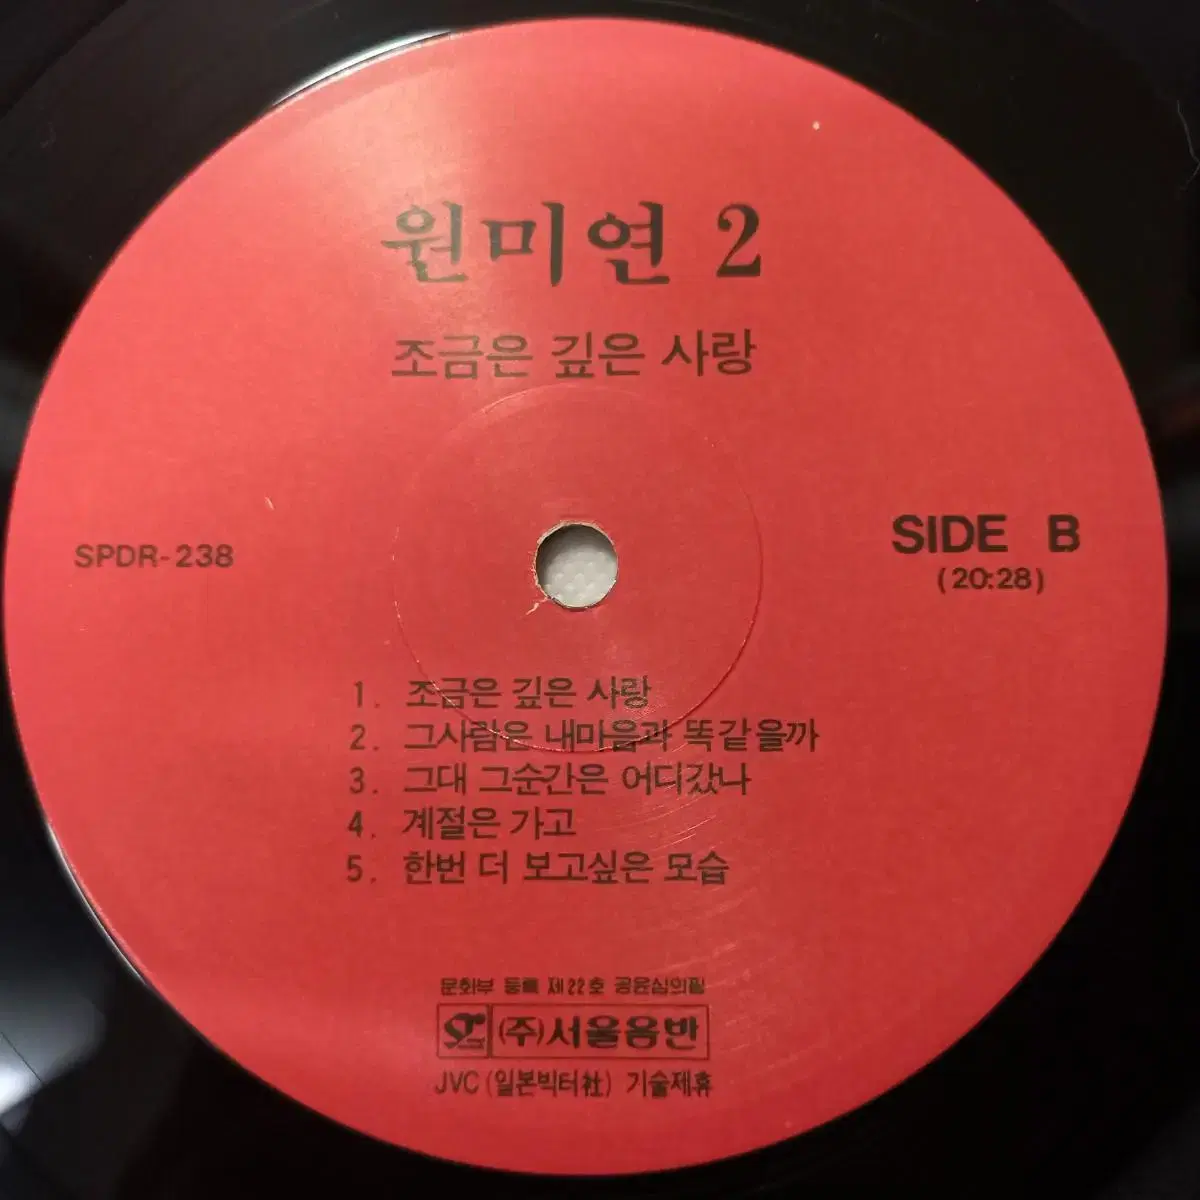 원미연 2
조금은 깊은 사랑
SPDR-238
SIDE B
(20:28)
1. 조금은 깊은 사랑
2. 그사람은 내마음과 똑같을까
3. 그대 그순간은 어디갔나
4. 계절은 가고
5. 한번 더 보고싶은 모습
문화부 등록 제22호 공윤심의필
(주)서울음반
JVC (일본빅터社) 기술제휴